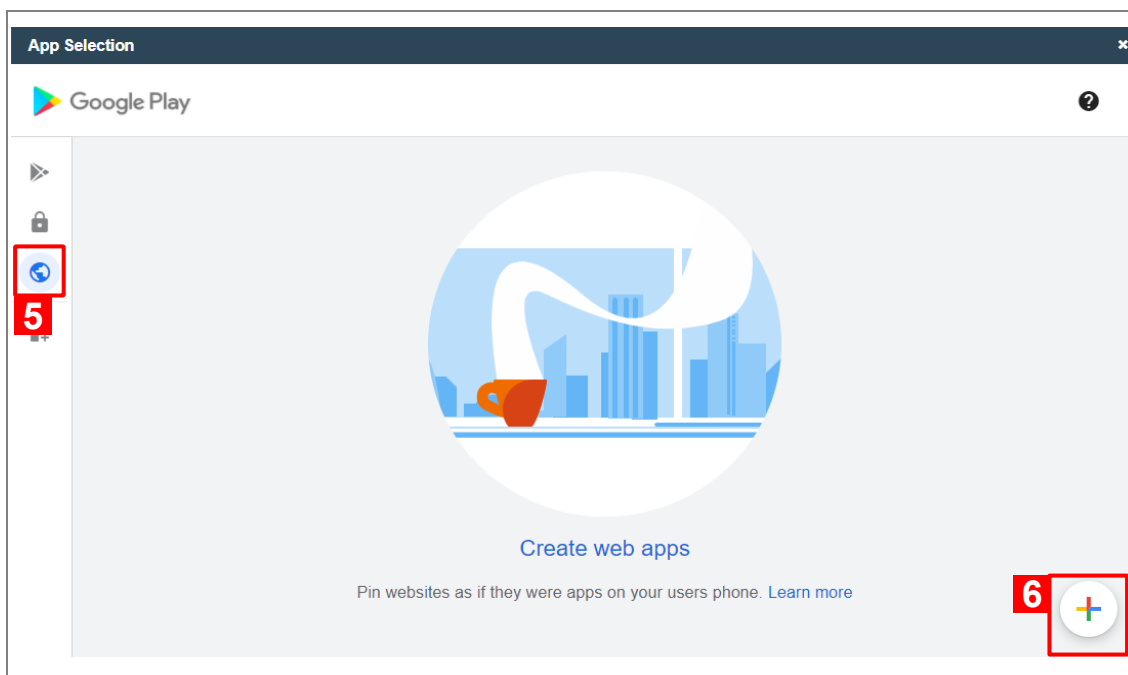 App Selection
Google Play
5
Create web apps
Pin websites as if they were apps on your users phone. Learn more
6